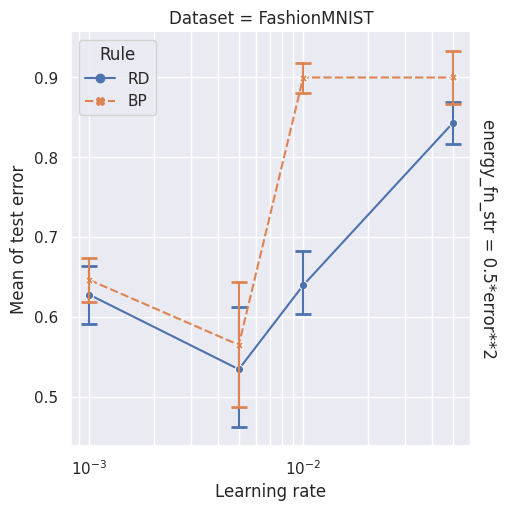 Dataset = FashionMNIST
Rule
RD
BP
0.9
0.8
0.7
0.6
0.5
Mean of test error
10⁻³
10⁻²
Learning rate
energy_fn_str = 0.5*error**2